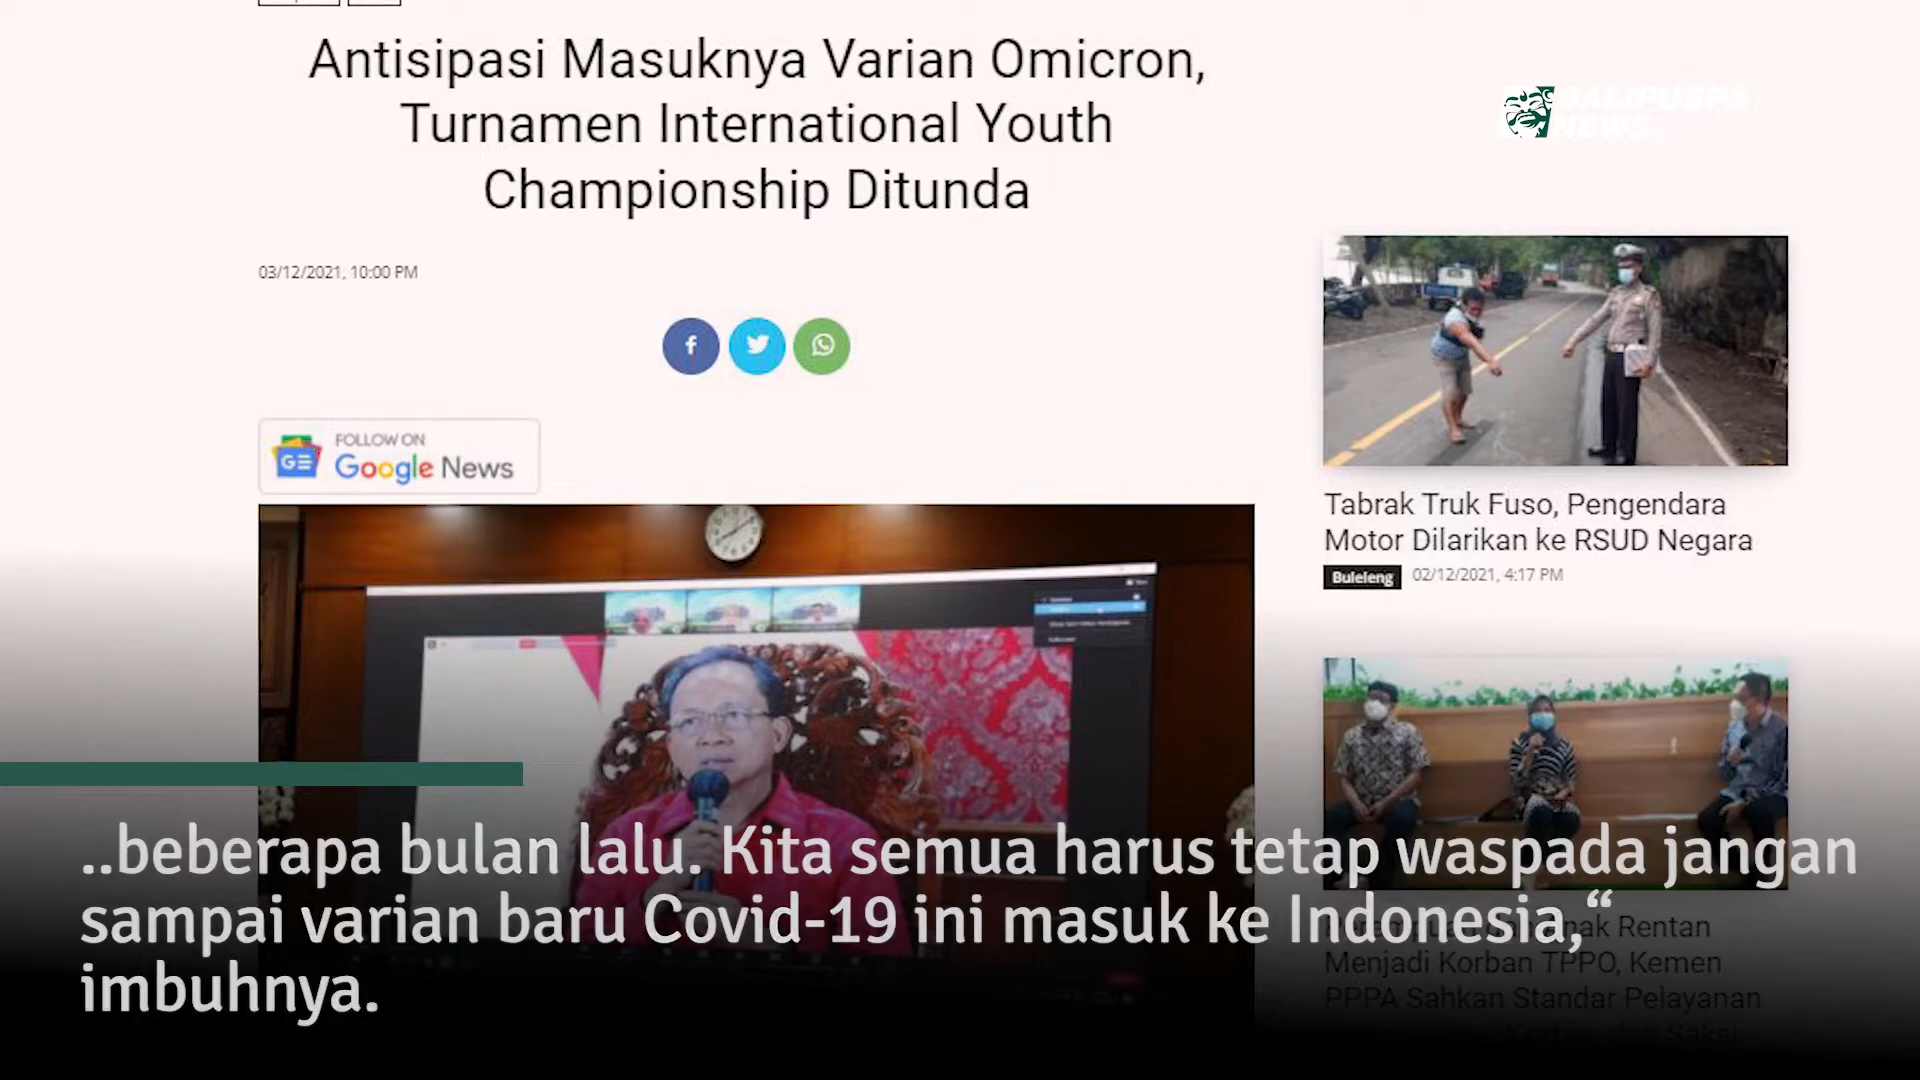 Antisipasi Masuknya Varian Omicron,
Turnamen International Youth
Championship Ditunda
03/12/2021, 10:00 PM
BALIPUSPA
NEWS
FOLLOW ON
Google News
Tabrak Truk Fuso, Pengendara
Motor Dilarikan ke RSUD Negara
Buleleng 02/12/2021, 4:17 PM
..beberapa bulan lalu. Kita semua harus tetap waspada jangan
sampai varian baru Covid-19 ini masuk ke Indonesia,“
imbuhnya.
Rentan
Menjadi Korban TPPO, Kemen
PPPA Sahkan Standar Pelayanan